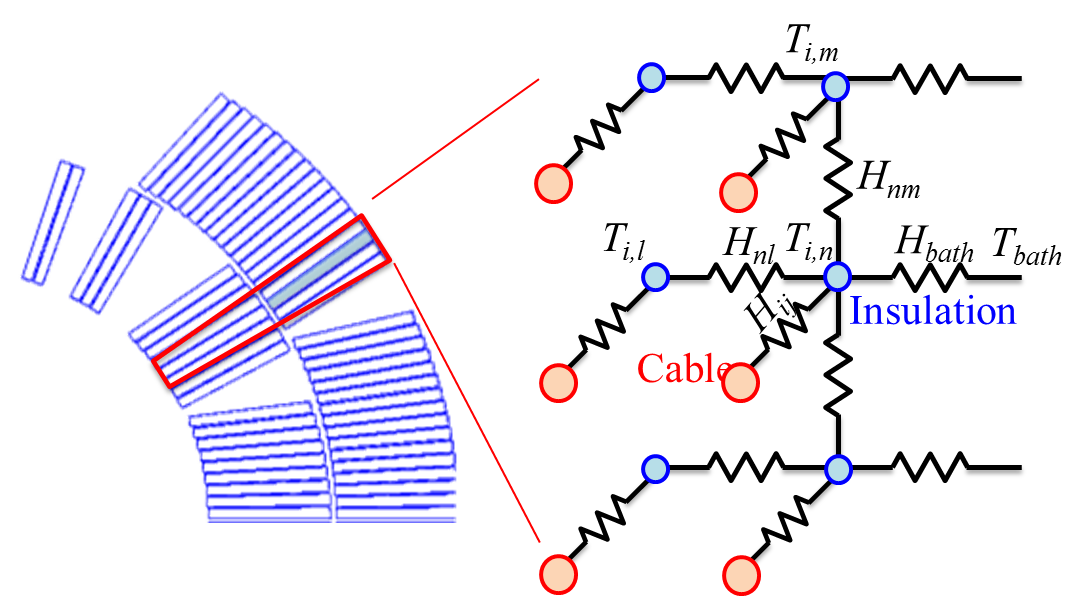 T_{i,m}
H_{nm}
T_{i,l} H_{nl} T_{i,n} H_{bath} T_{bath}
H_{ij} Insulation
Cable